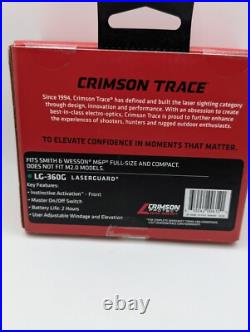 CRIMSON TRACE®
Since 1994, Crimson Trace® has defined and built the laser sighting category
through design, innovation and performance. With an obsession to create
best-in-class electro-optics, Crimson Trace is proud to further enhance
the experiences of shooters, hunters and rugged outdoor enthusiasts.
TO ELEVATE CONFIDENCE IN MOMENTS THAT MATTER.
FITS SMITH & WESSON® M&P® FULL-SIZE AND COMPACT.
DOES NOT FIT M2.0 MODELS.
LG-360G LASERGUARD®
Key Features:
- Instinctive Activation™ - Front
- Master On/Off Switch
- Battery Life: 2 Hours
- User Adjustable Windage and Elevation
CRIMSON